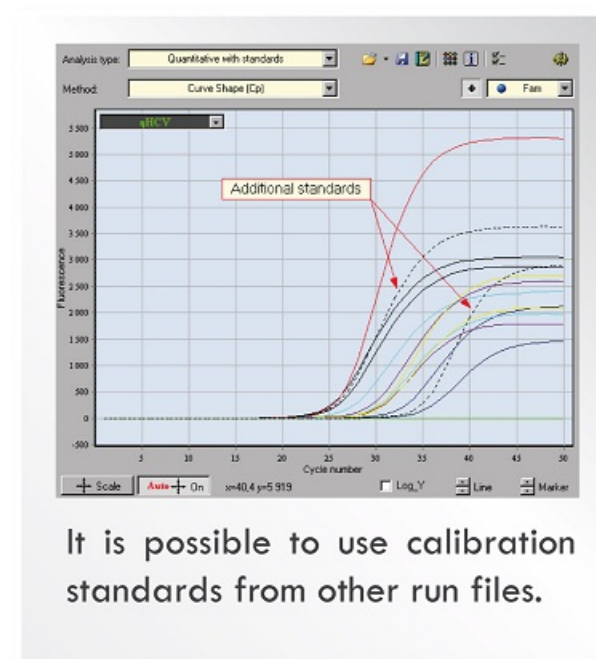 Analysis type: Quantitative with standards
Method: Curve Shape (Cp) Fam
qHCV
Additional standards
Fluorescence
3 500
3 000
4 500
4 000
3 500
3 000
2 500
2 000
1 500
1 000
500
0
-500
5 10 15 20 25 30 35 40 45 50
Cycle number
Scale Auto On x=40,4 y=5 919 Log_Y Line Marker
It is possible to use calibration
standards from other run files.